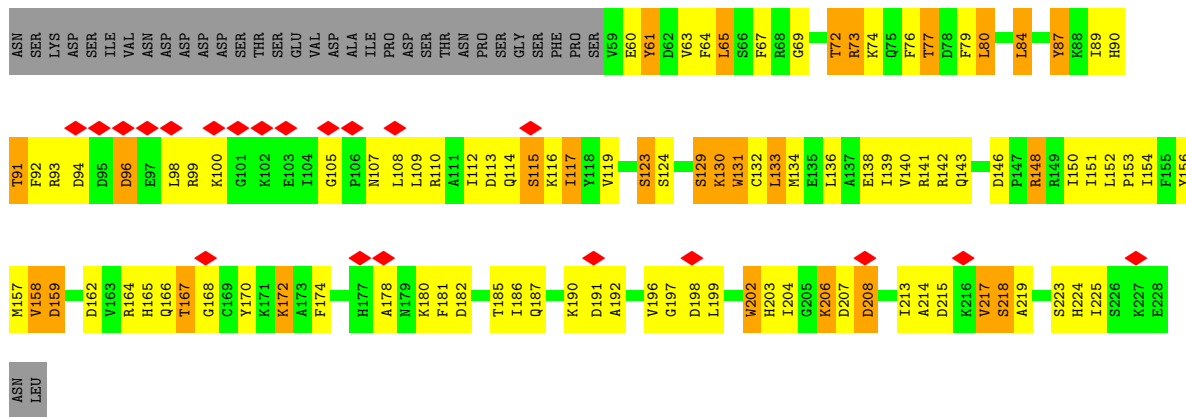 ASN SER LYS ASP SER ILE VAL ASN ASP ASP ASP ASP SER THR SER GLU VAL ASP ALA ILE PRO ASP SER THR ASN PRO SER GLY SER PHE PRO SER V59 E60 Y61 D62 V63 F64 L65 S66 F67 R68 G69 T72 R73 K74 Q75 F76 T77 D78 F79 L80 L84 Y87 K88 I89 H90
T91 F92 R93 D94 D95 D96 E97 L98 R99 K100 G101 K102 E103 I104 G105 P106 N107 L108 L109 R110 A111 I112 D113 Q114 S115 K116 I117 Y118 V119 S123 S124 S129 K130 W131 C132 L133 M134 E135 L136 A137 E138 I139 V140 R141 R142 Q143 D146 P147 R148 R149 I150 I151 L152 P153 I154 F155 Y156
M157 V158 D159 D162 V163 R164 H165 Q166 T167 G168 C169 Y170 K171 K172 A173 F174 H177 A178 N179 K180 F181 D182 T185 I186 Q187 K190 D191 A192 V196 G197 D198 L199 W202 H203 I204 G205 K206 D207 D208 I213 A214 D215 K216 V217 S218 A219 S223 H224 I225 S226 K227 E228
ASN LEU